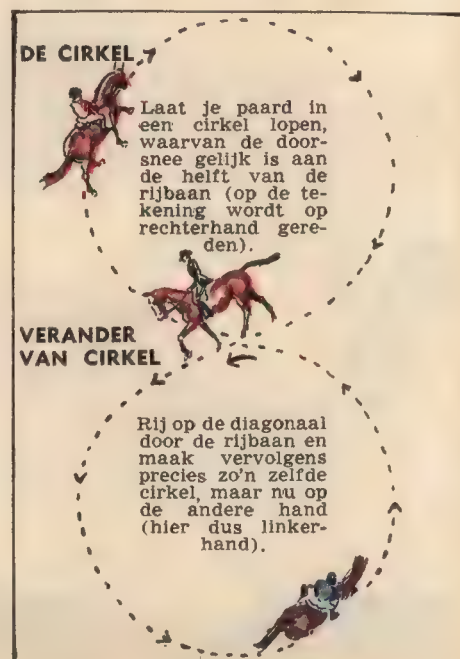 DE CIRKEL
Laat je paard in
een cirkel lopen,
waarvan de door-
snee gelijk is aan
de helft van de
rijbaan (op de te-
kening wordt op
rechterhand gere-
den).
VERANDER
VAN CIRKEL
Rij op de diagonaal
door de rijbaan en
maak vervolgens
precies zo'n zelfde
cirkel, maar nu op
de andere hand
(hier dus linker-
hand).